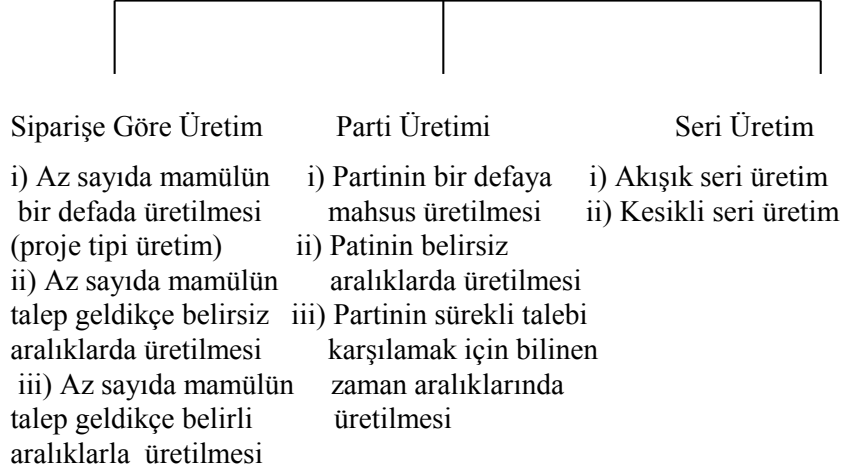 Siparişe Göre Üretim
i) Az sayıda mamülün
bir defada üretilmesi
(proje tipi üretim)
ii) Az sayıda mamülün
talep geldikçe belirsiz
aralıklarda üretilmesi
iii) Az sayıda mamülün
talep geldikçe belirli
aralıklarla üretilmesi
Parti Üretimi
i) Partinin bir defaya
mahsus üretilmesi
ii) Patinin belirsiz
aralıklarda üretilmesi
iii) Partinin sürekli talebi
karşılamak için bilinen
zaman aralıklarında
üretilmesi
Seri Üretim
i) Akışık seri üretim
ii) Kesikli seri üretim